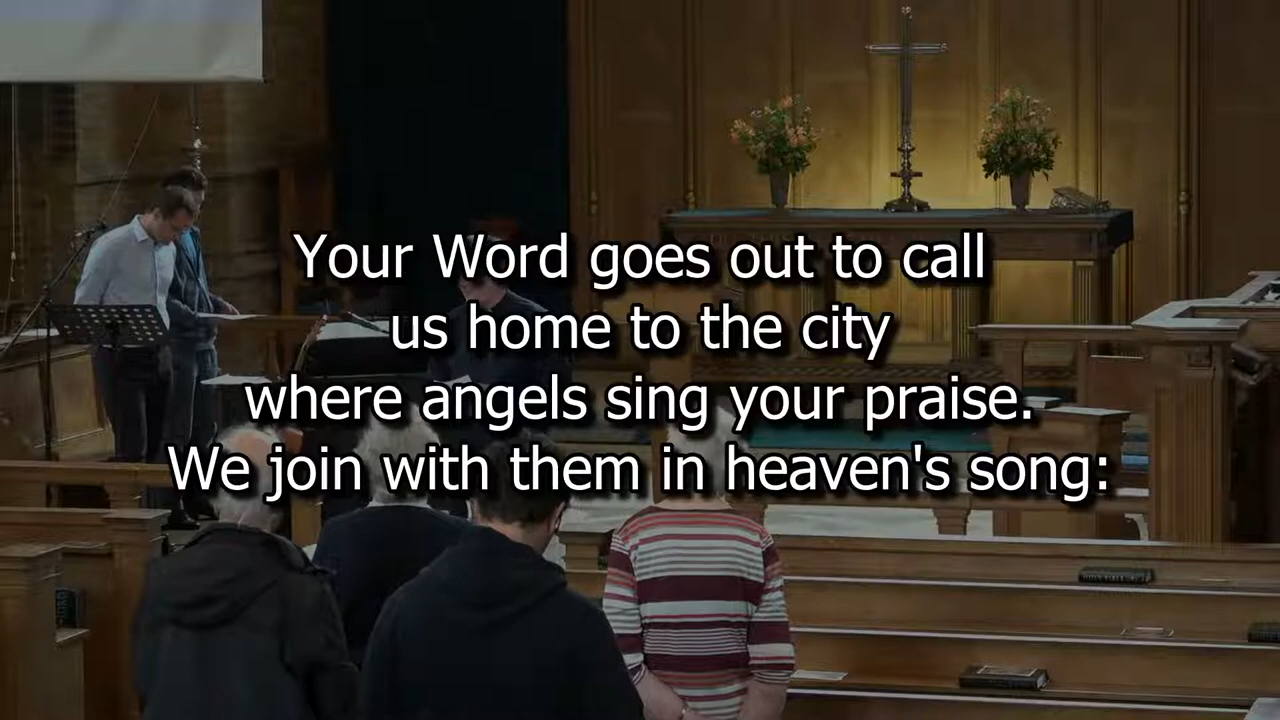 Your Word goes out to call
us home to the city
where angels sing your praise.
We join with them in heaven's song: